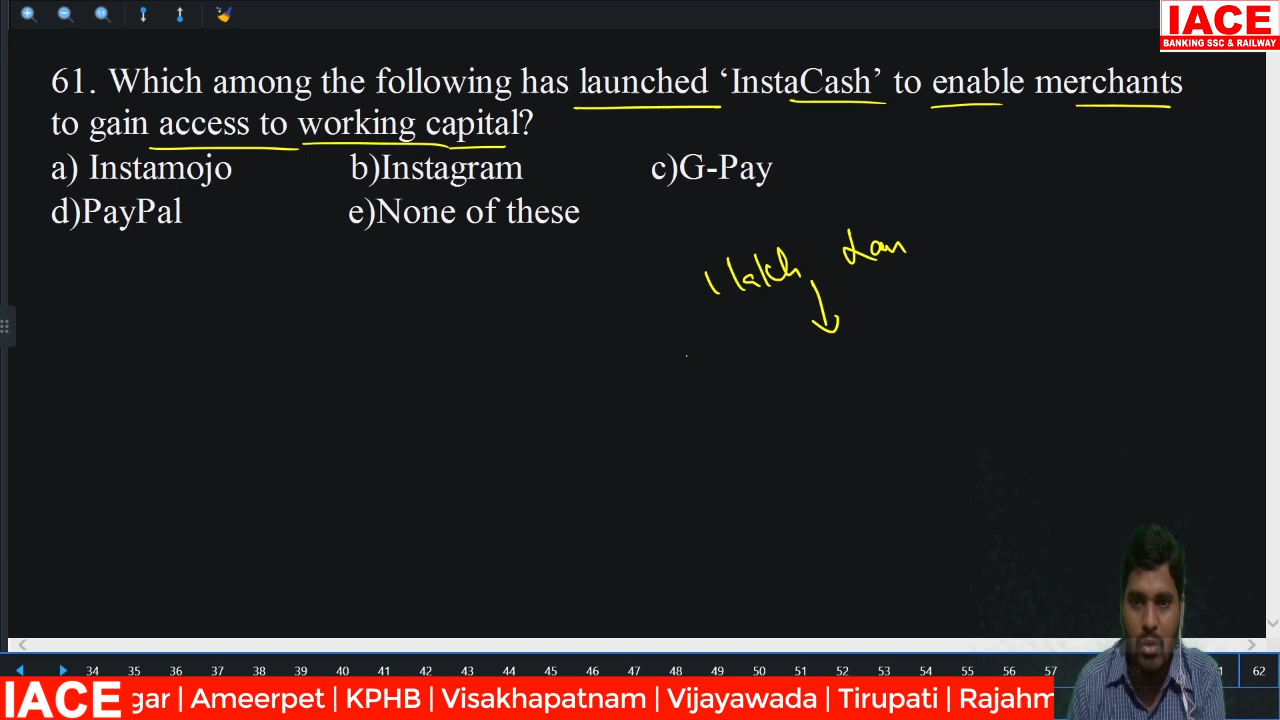 IACE
BANKING SSC & RAILWAY
61. Which among the following has launched ‘InstaCash’ to enable merchants
to gain access to working capital?
a) Instamojo b)Instagram c)G-Pay
d)PayPal e)None of these
1 lakh Loan
34 35 36 37 38 39 40 41 42 43 44 45 46 47 48 49 50 51 52 53 54 55 56 57 62
IACE gar | Ameerpet | KPHB | Visakhapatnam | Vijayawada | Tirupati | Rajahm